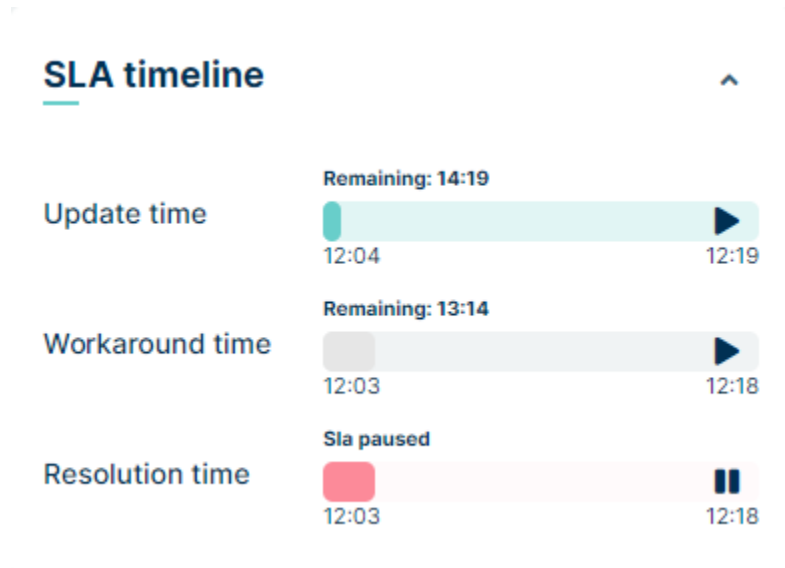 SLA timeline
Remaining: 14:19
Update time
12:04 12:19
Remaining: 13:14
Workaround time
12:03 12:18
Sla paused
Resolution time
12:03 12:18